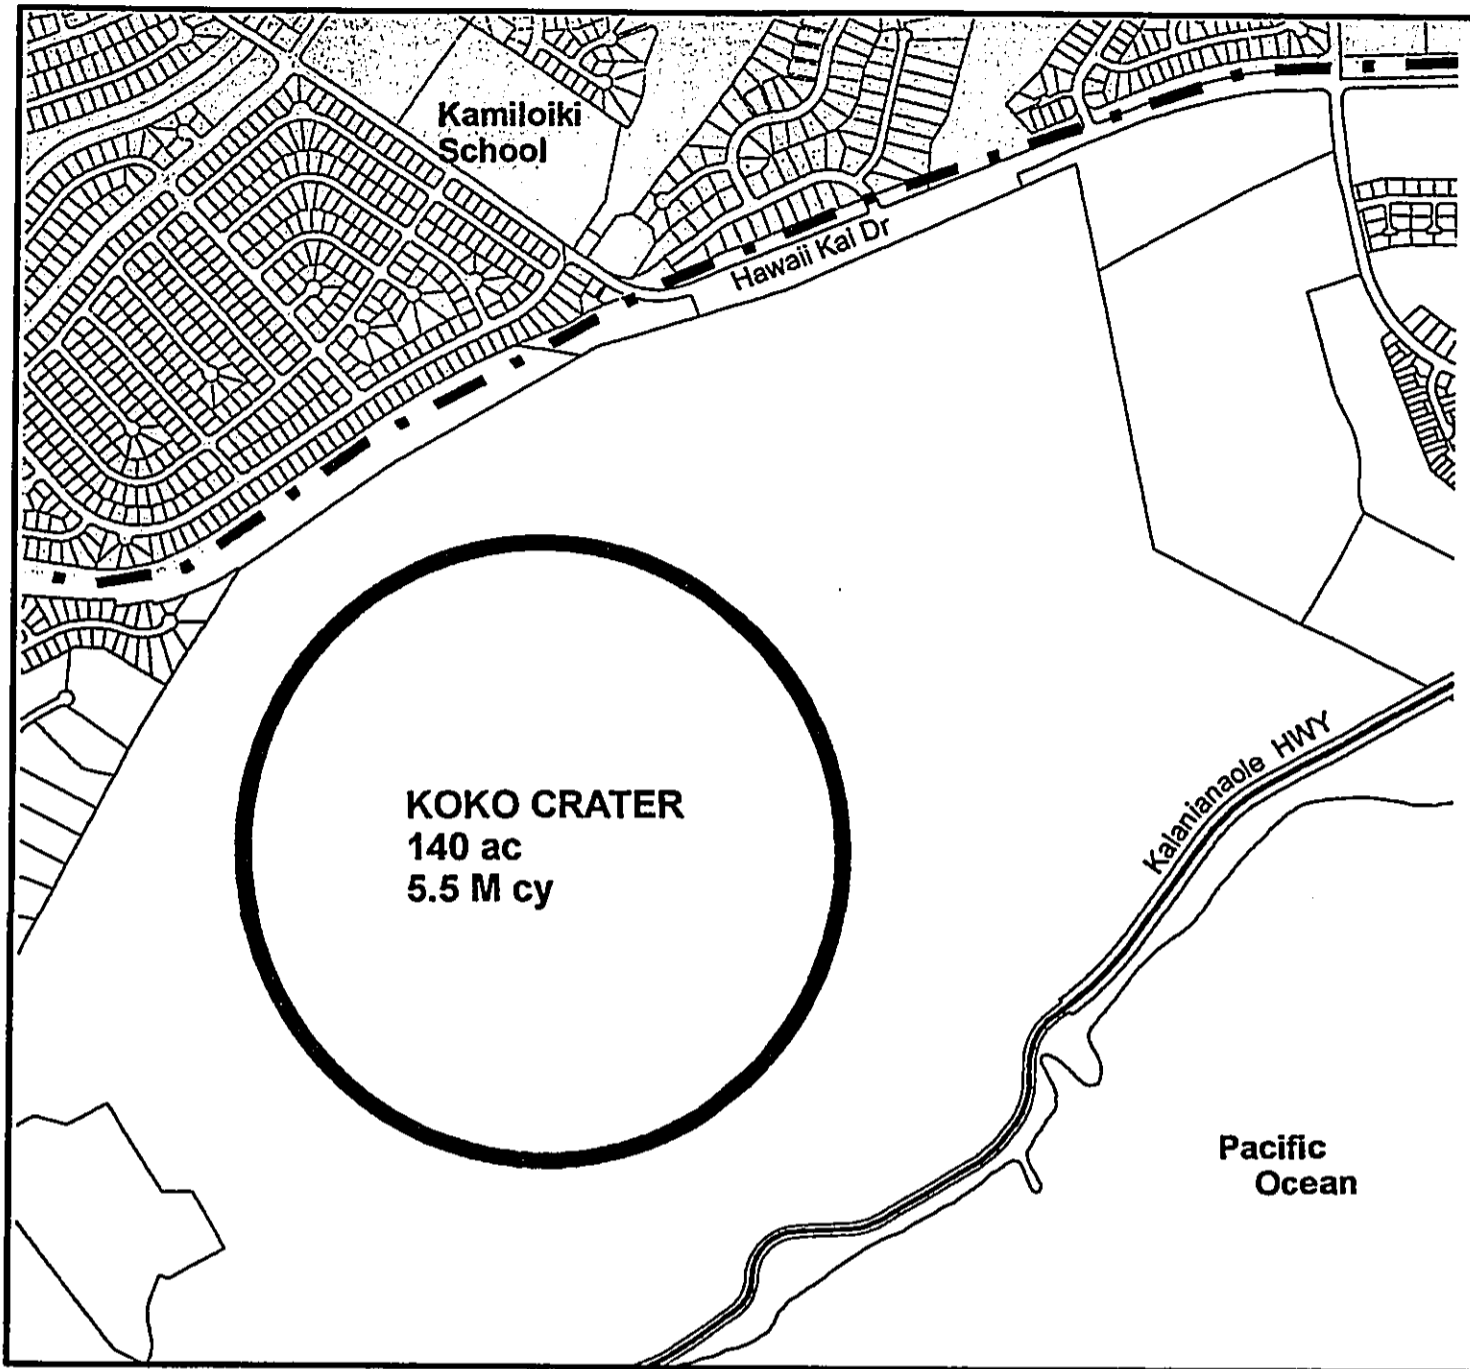 Kamiloiki
School
Hawaii Kai Dr
KOKO CRATER
140 ac
5.5 M cy
Kalanianaole HWY
Pacific
Ocean